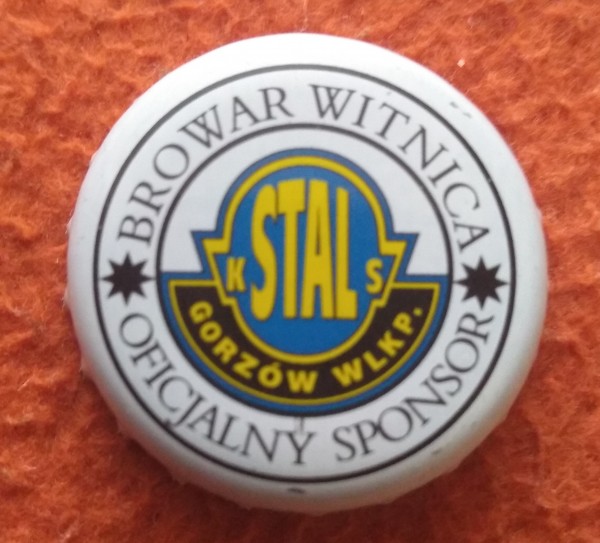 BROWAR WITNICA
K STAL S
GORZÓW WLKP.
OFICJALNY SPONSOR